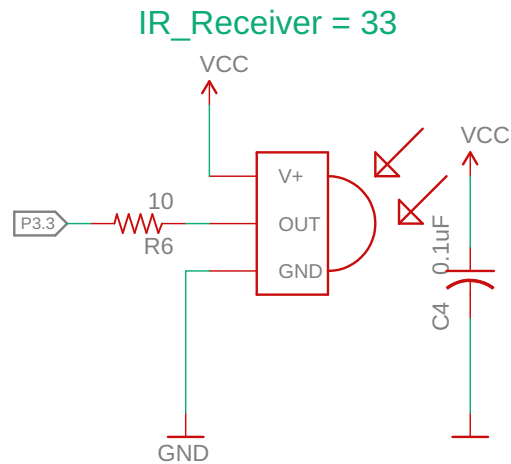 IR_Receiver = 33
VCC
VCC
V+
10
P3.3
OUT
R6
0.1uF
GND
C4
GND